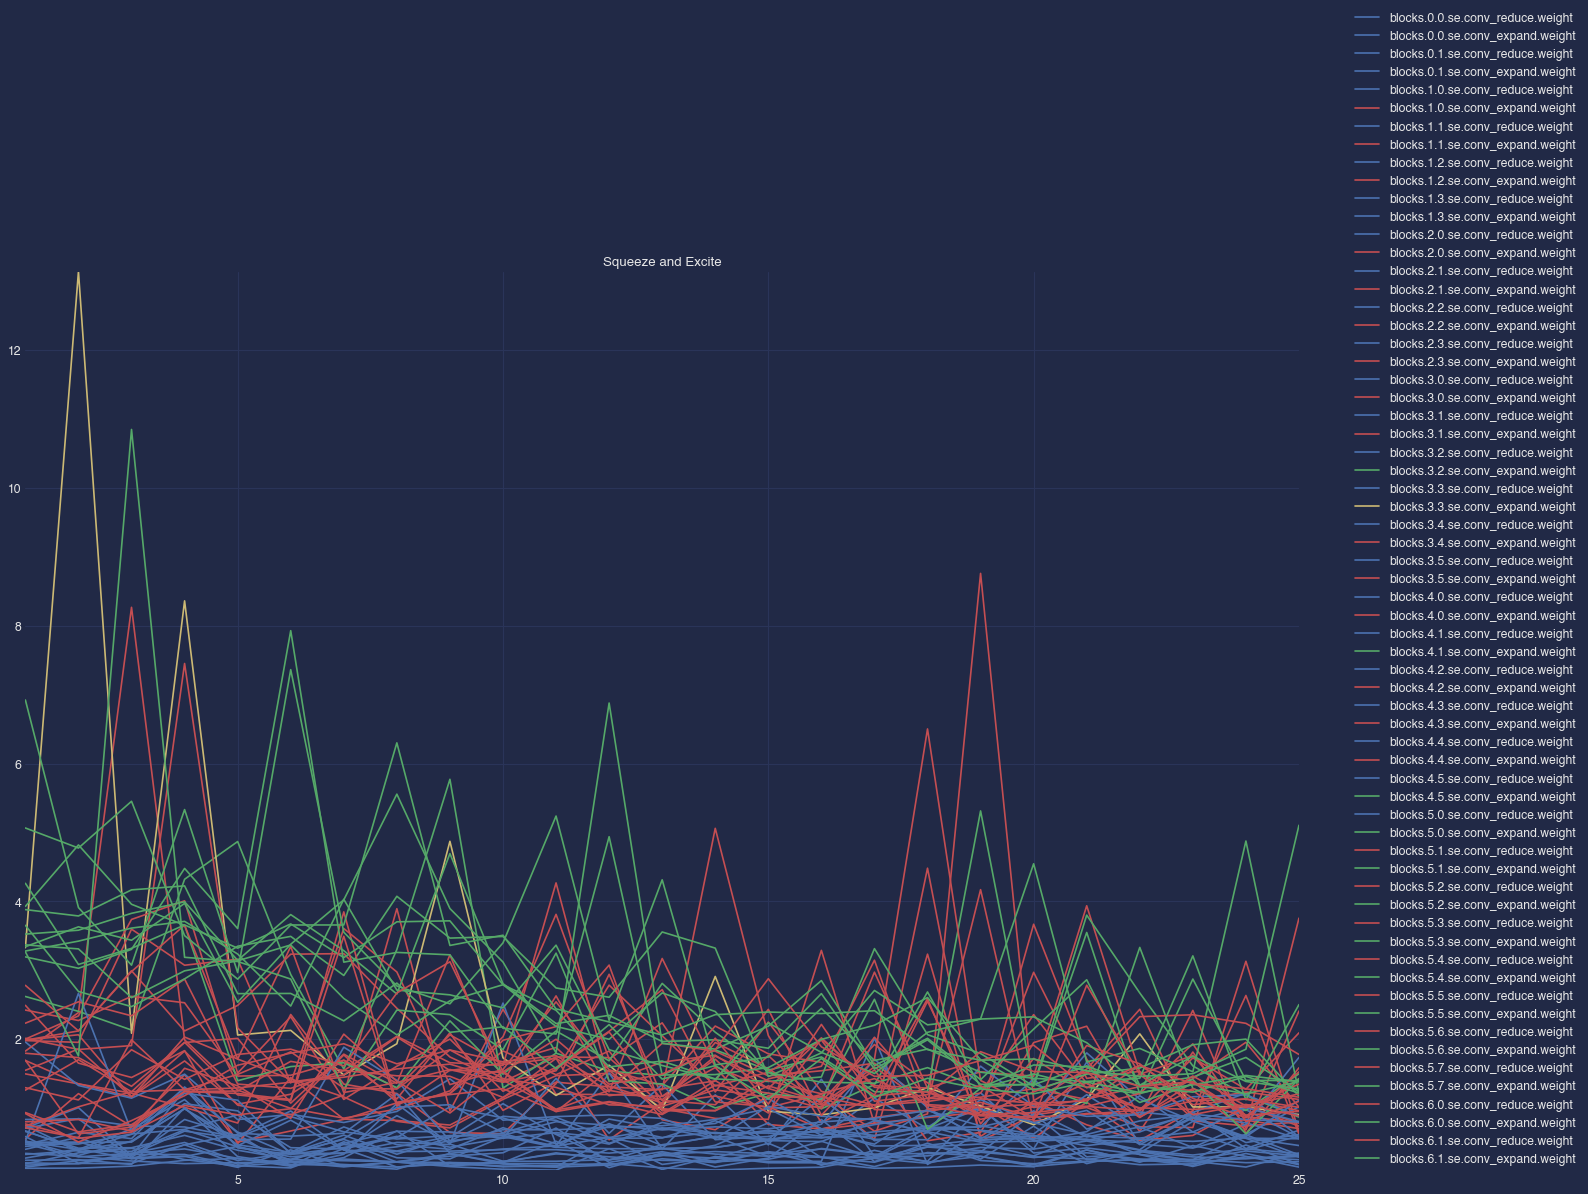 Squeeze and Excite
12
10
8
6
4
2
5
10
15
20
25
blocks.0.0.se.conv_reduce.weight
blocks.0.0.se.conv_expand.weight
blocks.0.1.se.conv_reduce.weight
blocks.0.1.se.conv_expand.weight
blocks.1.0.se.conv_reduce.weight
blocks.1.0.se.conv_expand.weight
blocks.1.1.se.conv_reduce.weight
blocks.1.1.se.conv_expand.weight
blocks.1.2.se.conv_reduce.weight
blocks.1.2.se.conv_expand.weight
blocks.1.3.se.conv_reduce.weight
blocks.1.3.se.conv_expand.weight
blocks.2.0.se.conv_reduce.weight
blocks.2.0.se.conv_expand.weight
blocks.2.1.se.conv_reduce.weight
blocks.2.1.se.conv_expand.weight
blocks.2.2.se.conv_reduce.weight
blocks.2.2.se.conv_expand.weight
blocks.2.3.se.conv_reduce.weight
blocks.2.3.se.conv_expand.weight
blocks.3.0.se.conv_reduce.weight
blocks.3.0.se.conv_expand.weight
blocks.3.1.se.conv_reduce.weight
blocks.3.1.se.conv_expand.weight
blocks.3.2.se.conv_reduce.weight
blocks.3.2.se.conv_expand.weight
blocks.3.3.se.conv_reduce.weight
blocks.3.3.se.conv_expand.weight
blocks.3.4.se.conv_reduce.weight
blocks.3.4.se.conv_expand.weight
blocks.3.5.se.conv_reduce.weight
blocks.3.5.se.conv_expand.weight
blocks.4.0.se.conv_reduce.weight
blocks.4.0.se.conv_expand.weight
blocks.4.1.se.conv_reduce.weight
blocks.4.1.se.conv_expand.weight
blocks.4.2.se.conv_reduce.weight
blocks.4.2.se.conv_expand.weight
blocks.4.3.se.conv_reduce.weight
blocks.4.3.se.conv_expand.weight
blocks.4.4.se.conv_reduce.weight
blocks.4.4.se.conv_expand.weight
blocks.4.5.se.conv_reduce.weight
blocks.4.5.se.conv_expand.weight
blocks.5.0.se.conv_reduce.weight
blocks.5.0.se.conv_expand.weight
blocks.5.1.se.conv_reduce.weight
blocks.5.1.se.conv_expand.weight
blocks.5.2.se.conv_reduce.weight
blocks.5.2.se.conv_expand.weight
blocks.5.3.se.conv_reduce.weight
blocks.5.3.se.conv_expand.weight
blocks.5.4.se.conv_reduce.weight
blocks.5.4.se.conv_expand.weight
blocks.5.5.se.conv_reduce.weight
blocks.5.5.se.conv_expand.weight
blocks.5.6.se.conv_reduce.weight
blocks.5.6.se.conv_expand.weight
blocks.5.7.se.conv_reduce.weight
blocks.5.7.se.conv_expand.weight
blocks.6.0.se.conv_reduce.weight
blocks.6.0.se.conv_expand.weight
blocks.6.1.se.conv_reduce.weight
blocks.6.1.se.conv_expand.weight